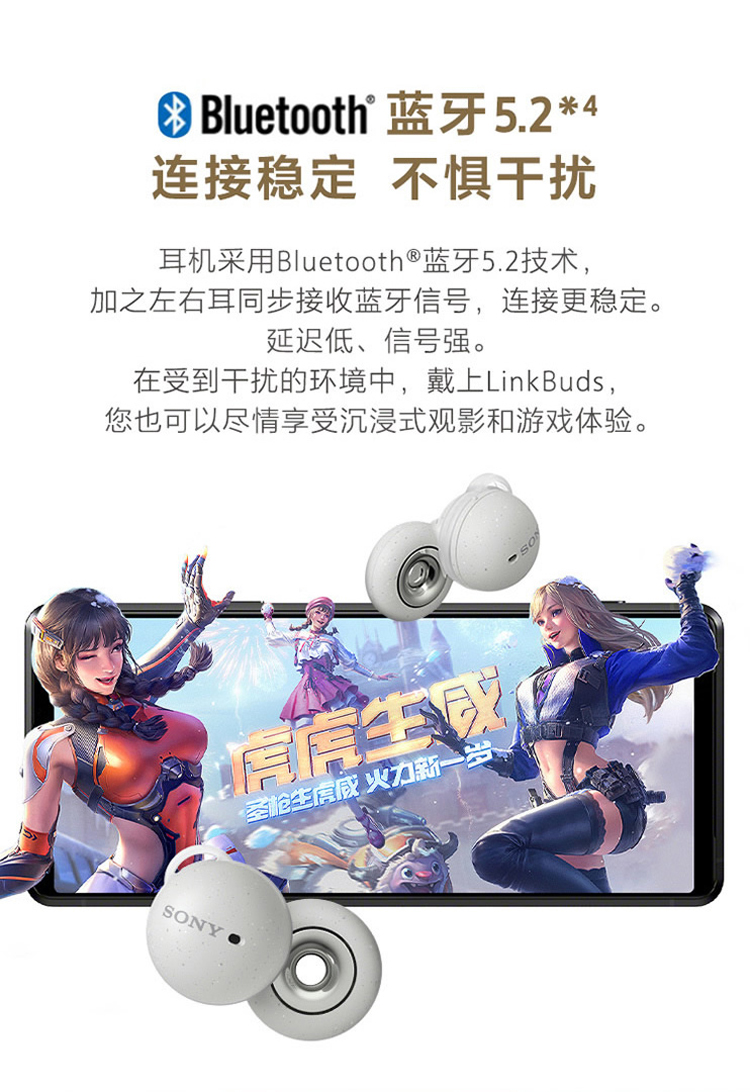 Bluetooth® 蓝牙5.2*4
连接稳定 不惧干扰
耳机采用Bluetooth®蓝牙5.2技术,
加之左右耳同步接收蓝牙信号，连接更稳定。
延迟低、信号强。
在受到干扰的环境中，戴上LinkBuds,
您也可以尽情享受沉浸式观影和游戏体验。
SON
虎虎生威
圣枪生虎威 火力新一岁
SONY